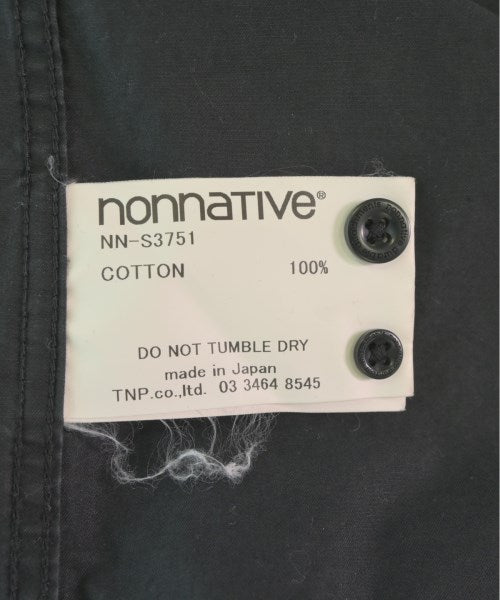 nonnative®
NN-S3751
COTTON 100%
DO NOT TUMBLE DRY
made in Japan
TNP.co.,ltd. 03 3464 8545